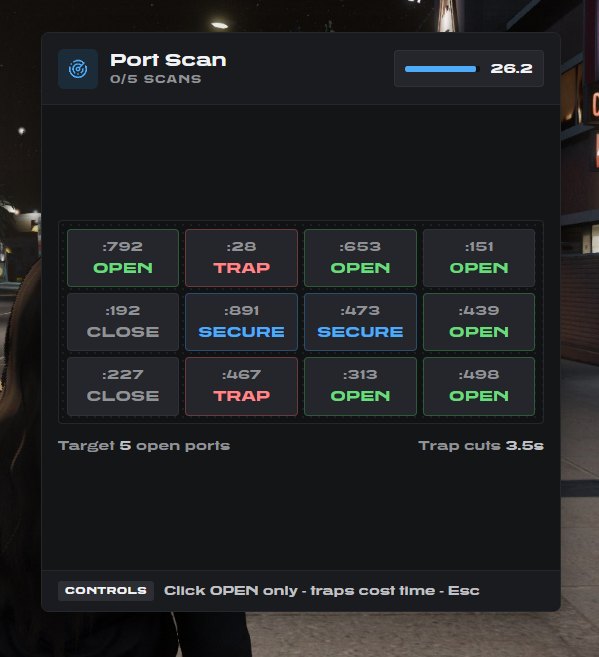 Port Scan
0/5 SCANS
26.2
:792 :28 :653 :151
OPEN TRAP OPEN OPEN
:192 :891 :473 :439
CLOSE SECURE SECURE OPEN
:227 :467 :313 :498
CLOSE TRAP OPEN OPEN
Target 5 open ports Trap cuts 3.5s
CONTROLS Click OPEN only - traps cost time - Esc